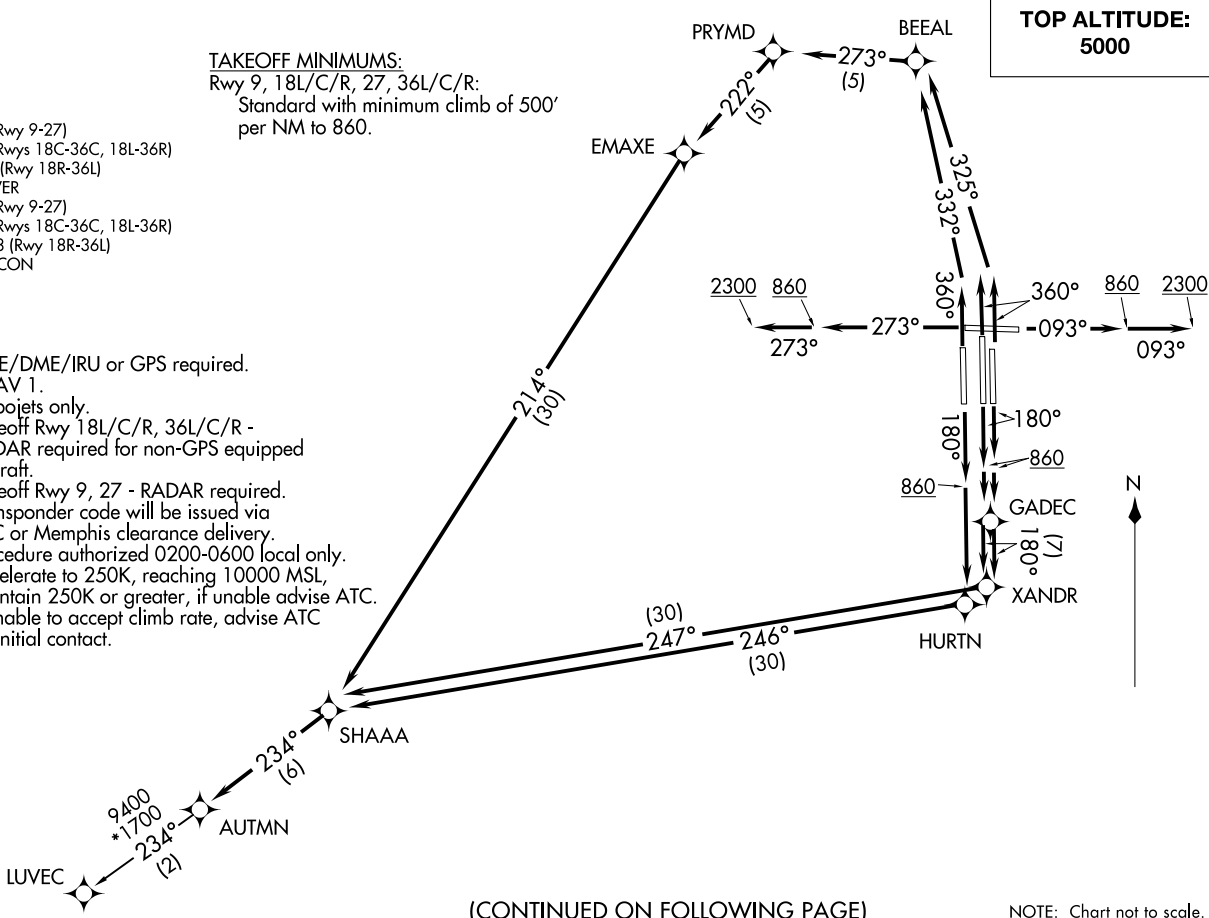 TOP ALTITUDE:
5000
TAKEOFF MINIMUMS:
Rwy 9, 18L/C/R, 27, 36L/C/R:
Standard with minimum climb of 500'
per NM to 860.
Rwy 9-27)
Rwys 18C-36C, 18L-36R)
(Rwy 18R-36L)
VER
Rwy 9-27)
Rwys 18C-36C, 18L-36R)
3 (Rwy 18R-36L)
CON
E/DME/IRU or GPS required.
AV 1.
bojets only.
eoff Rwy 18L/C/R, 36L/C/R -
DAR required for non-GPS equipped
raft.
eoff Rwy 9, 27 - RADAR required.
nsponder code will be issued via
C or Memphis clearance delivery.
cedure authorized 0200-0600 local only.
elerate to 250K, reaching 10000 MSL,
ntain 250K or greater, if unable advise ATC.
nable to accept climb rate, advise ATC
nitial contact.
PRYMD
BEEAL
273°
(5)
222°
(5)
EMAXE
325°
332°
214°
(30)
2300
860
273°
273°
360°
360°
093°
860
2300
093°
180°
180°
860
860
GADEC
180°
(7)
XANDR
HURTN
N
(30)
247°
246°
(30)
SHAAA
234°
(6)
AUTMN
9400
*1700
234°
(2)
LUVEC
(CONTINUED ON FOLLOWING PAGE)
NOTE: Chart not to scale.